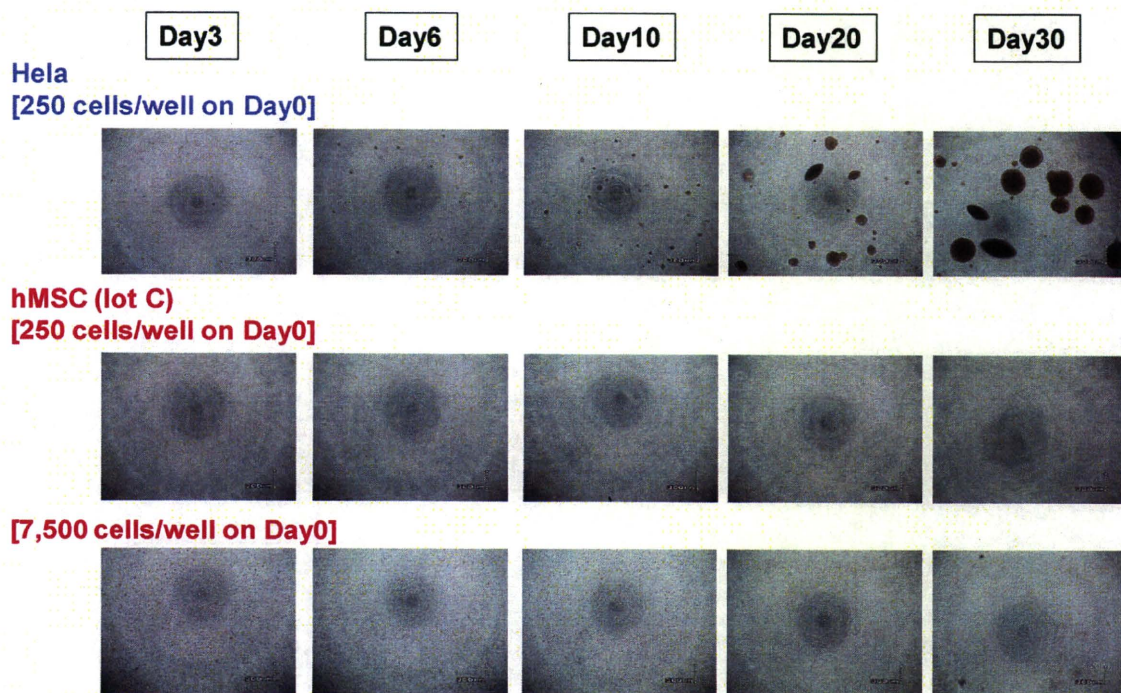 Day3 Day6 Day10 Day20 Day30
Hela
[250 cells/well on Day0]
hMSC (lot C)
[250 cells/well on Day0]
[7,500 cells/well on Day0]